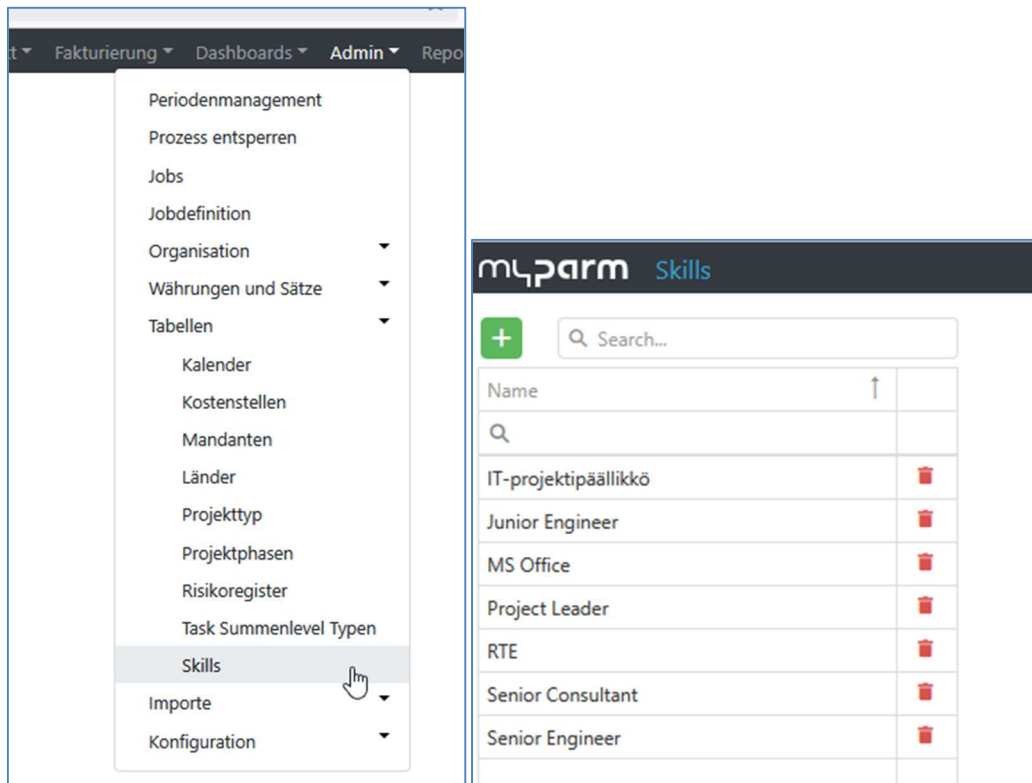 Fakturierung Dashboards Admin
Periodenmanagement
Prozess entsperren
Jobs
Jobdefinition
Organisation
Währungen und Sätze
Tabellen
Kalender
Kostenstellen
Mandanten
Länder
Projekttyp
Projektphasen
Risikoregister
Task Summenlevel Typen
Skills
Importe
Konfiguration
myparm Skills
Search...
Name
IT-projektipäällikkö
Junior Engineer
MS Office
Project Leader
RTE
Senior Consultant
Senior Engineer